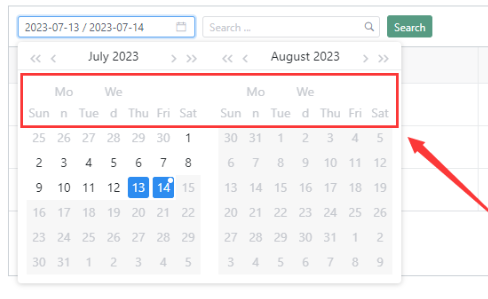 2023-07-13 / 2023-07-14 Search ... Search
<< < July 2023 > >> << < August 2023 > >>
Mo We Mo We
Sun n Tue d Thu Fri Sat Sun n Tue d Thu Fri Sat
25 26 27 28 29 30 1 30 31 1 2 3 4 5
2 3 4 5 6 7 8 6 7 8 9 10 11 12
9 10 11 12 13 14 15 13 14 15 16 17 18 19
16 17 18 19 20 21 22 20 21 22 23 24 25 26
23 24 25 26 27 28 29 27 28 29 30 31 1 2
30 31 1 2 3 4 5 3 4 5 6 7 8 9